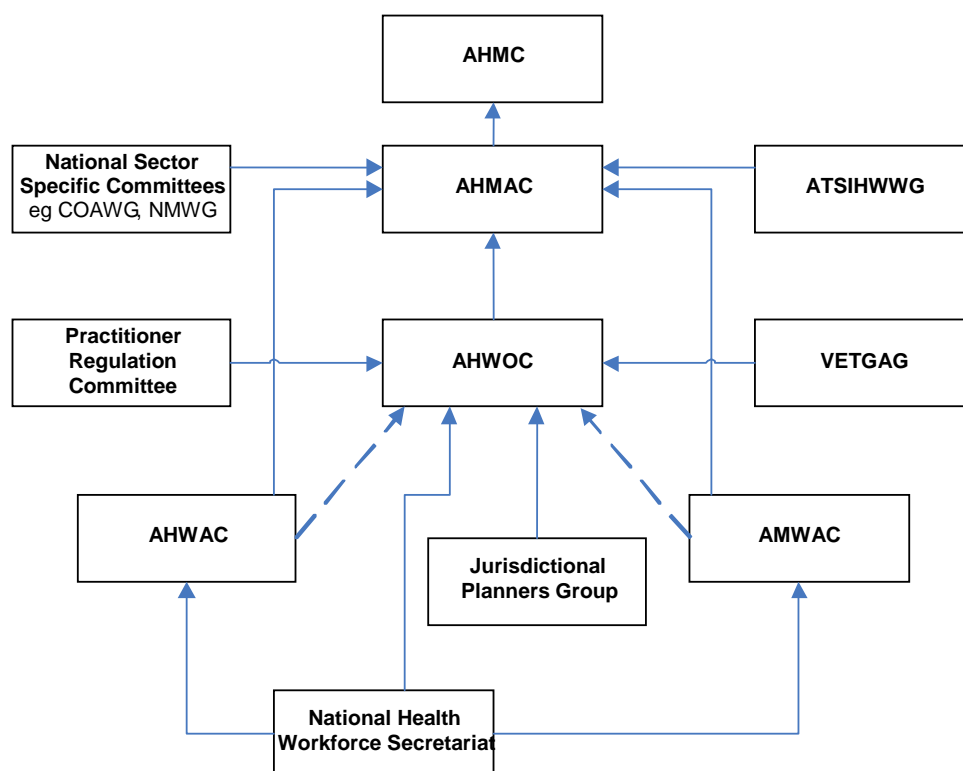 AHMC
National Sector
Specific Committees
eg COAWG, NMWG
AHMAC
ATSIHWWG
Practitioner
Regulation
Committee
AHWOC
VETGAG
AHWAC
Jurisdictional
Planners Group
AMWAC
National Health
Workforce Secretariat